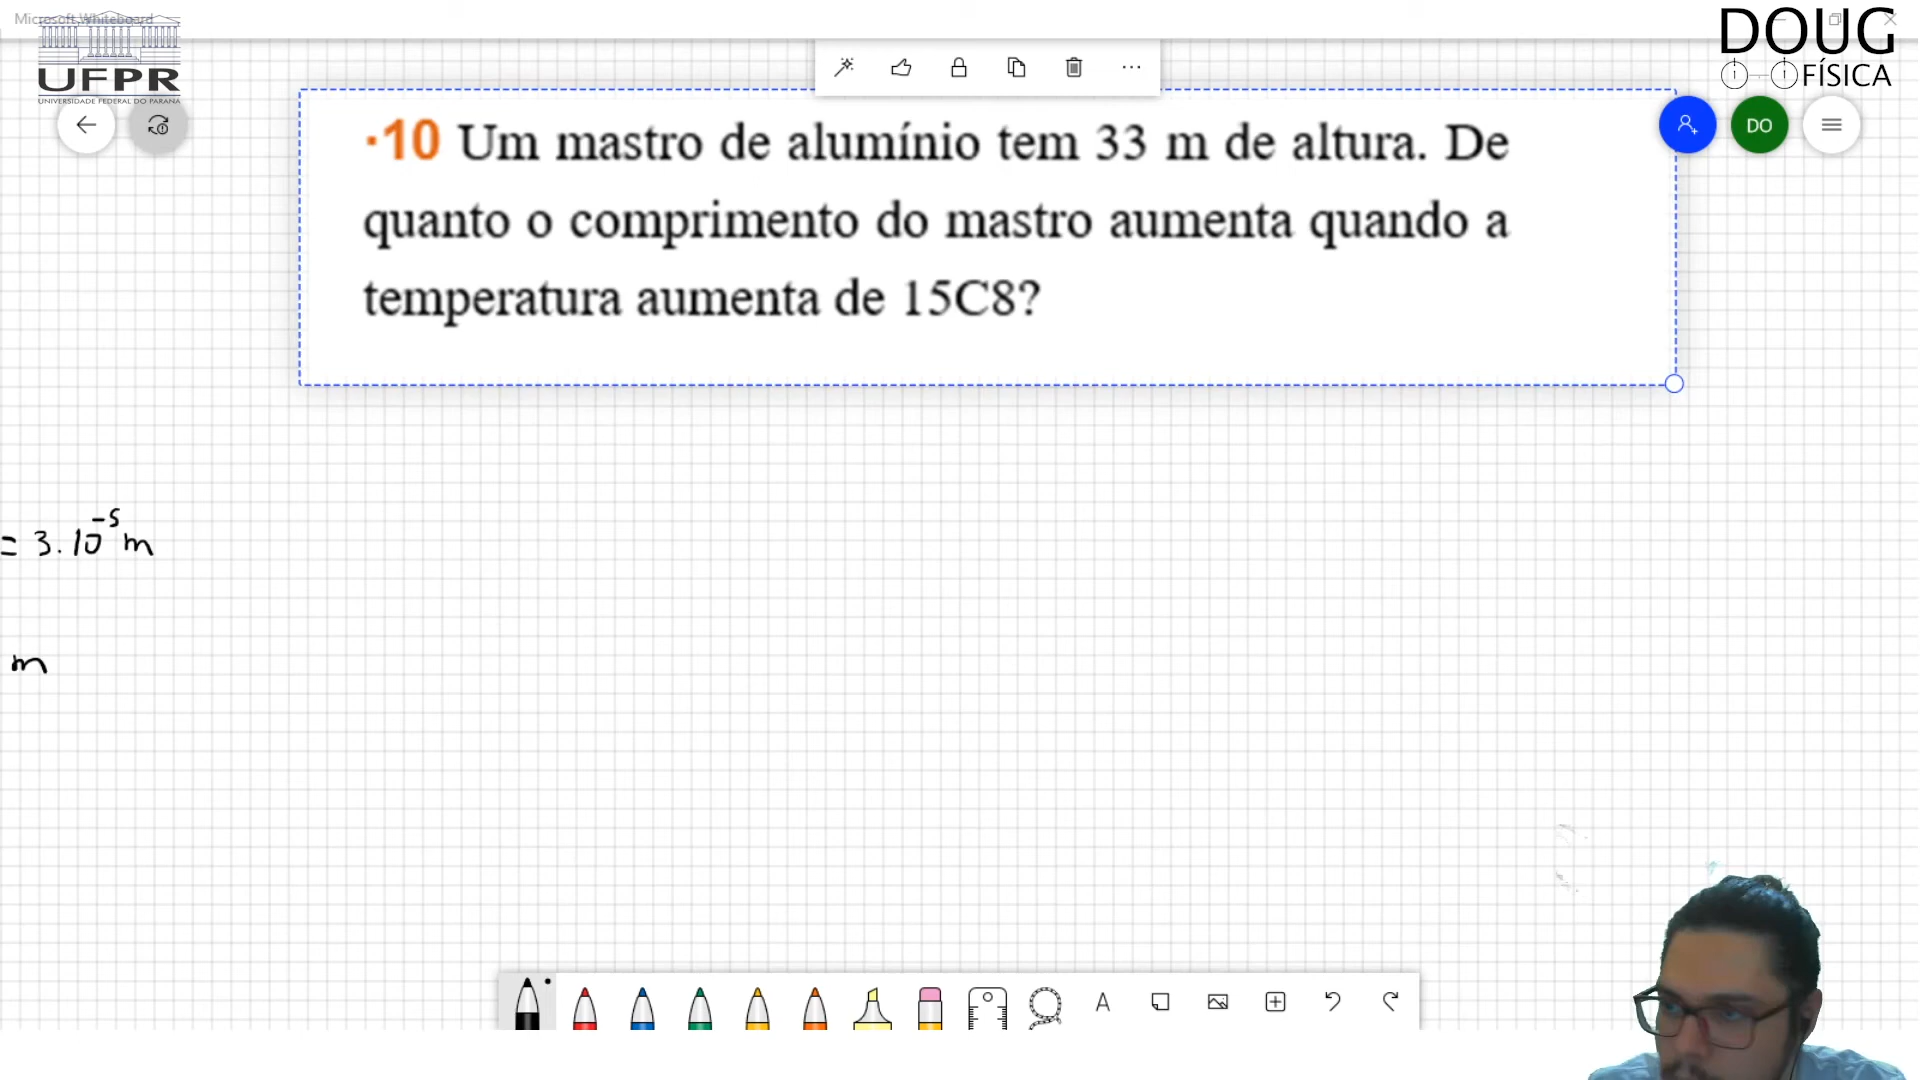 Microsoft Whiteboard
UFPR
UNIVERSIDADE FEDERAL DO PARANÁ
DOUG
FÍSICA
DO
·10 Um mastro de alumínio tem 33 m de altura. De
quanto o comprimento do mastro aumenta quando a
temperatura aumenta de 15C8?
= 3.10⁻⁵ m
m
A